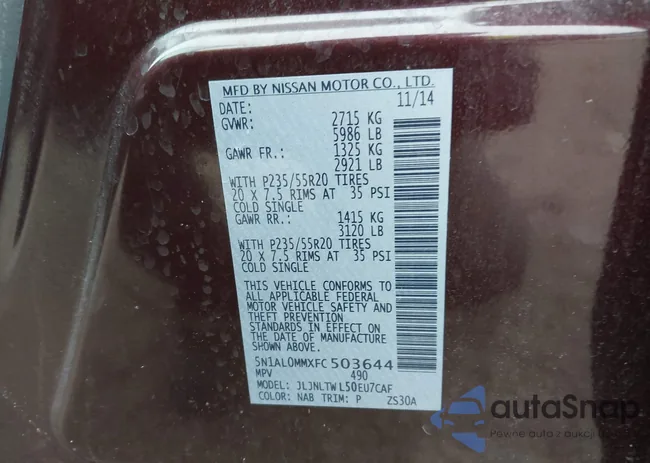 MFD BY NISSAN MOTOR CO., LTD.
DATE: 11/14
GVWR: 2715 KG
5986 LB
GAWR FR.: 1325 KG
2921 LB
WITH P235/55R20 TIRES
20 X 7.5 RIMS AT 35 PSI
COLD SINGLE
GAWR RR.: 1415 KG
3120 LB
WITH P235/55R20 TIRES
20 X 7.5 RIMS AT 35 PSI
COLD SINGLE
THIS VEHICLE CONFORMS TO
ALL APPLICABLE FEDERAL
MOTOR VEHICLE SAFETY AND
THEFT PREVENTION
STANDARDS IN EFFECT ON
THE DATE OF MANUFACTURE
SHOWN ABOVE.
5N1AL0MMXFC503644
MPV 490
MODEL: JLJNLTWL50EU7CAF
COLOR: NAB TRIM: P ZS30A
autaSnap
Pewne auto z aukcji